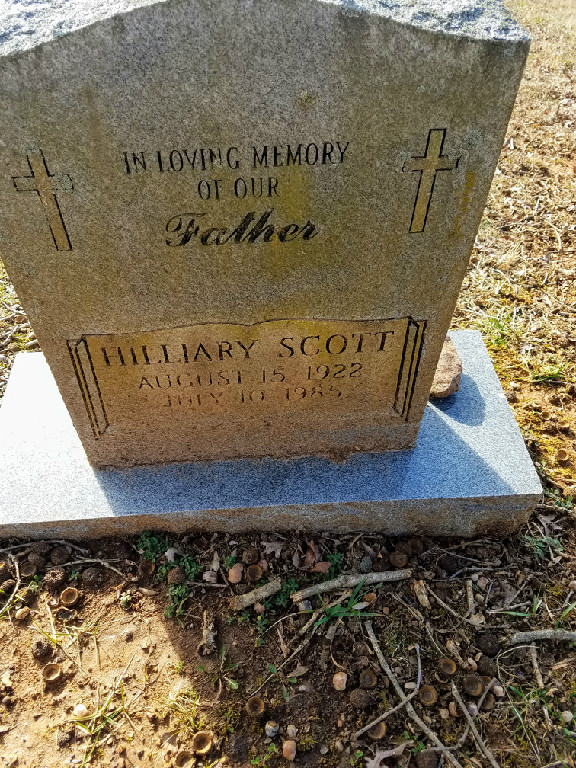 IN LOVING MEMORY
OF OUR
Father
HILLIARY SCOTT
AUGUST 15, 1922
JULY 10, 1985